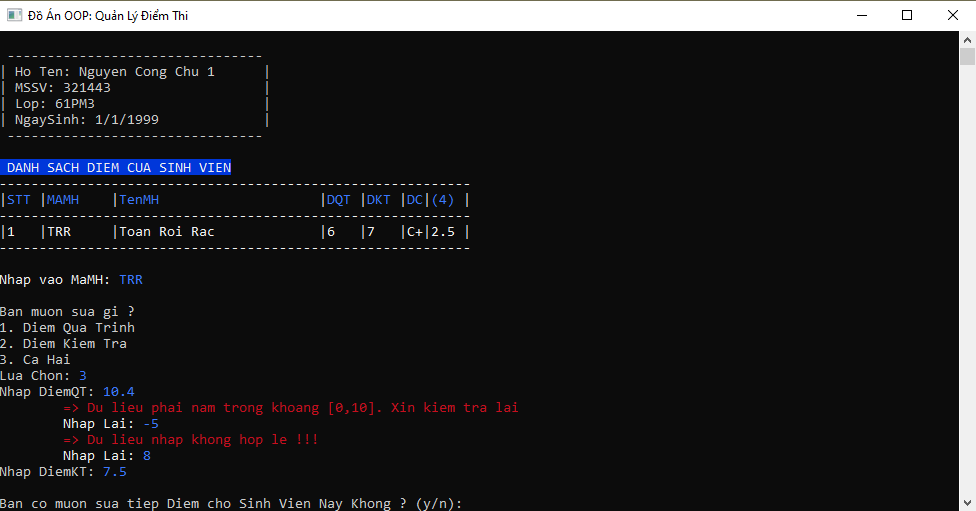 Đồ Án OOP: Quản Lý Điểm Thi
--------------------------------
| Ho Ten: Nguyen Cong Chu 1      |
| MSSV: 321443                   |
| Lop: 61PM3                     |
| NgaySinh: 1/1/1999             |
--------------------------------
DANH SACH DIEM CUA SINH VIEN
-----------------------------------------------------------
|STT |MAMH    |TenMH                    |DQT |DKT |DC|(4) |
-----------------------------------------------------------
|1   |TRR     |Toan Roi Rac             |6   |7   |C+|2.5 |
-----------------------------------------------------------
Nhap vao MaMH: TRR
Ban muon sua gi ?
1. Diem Qua Trinh
2. Diem Kiem Tra
3. Ca Hai
Lua Chon: 3
Nhap DiemQT: 10.4
=> Du lieu phai nam trong khoang [0,10]. Xin kiem tra lai
Nhap Lai: -5
=> Du lieu nhap khong hop le !!!
Nhap Lai: 8
Nhap DiemKT: 7.5
Ban co muon sua tiep Diem cho Sinh Vien Nay Khong ? (y/n):